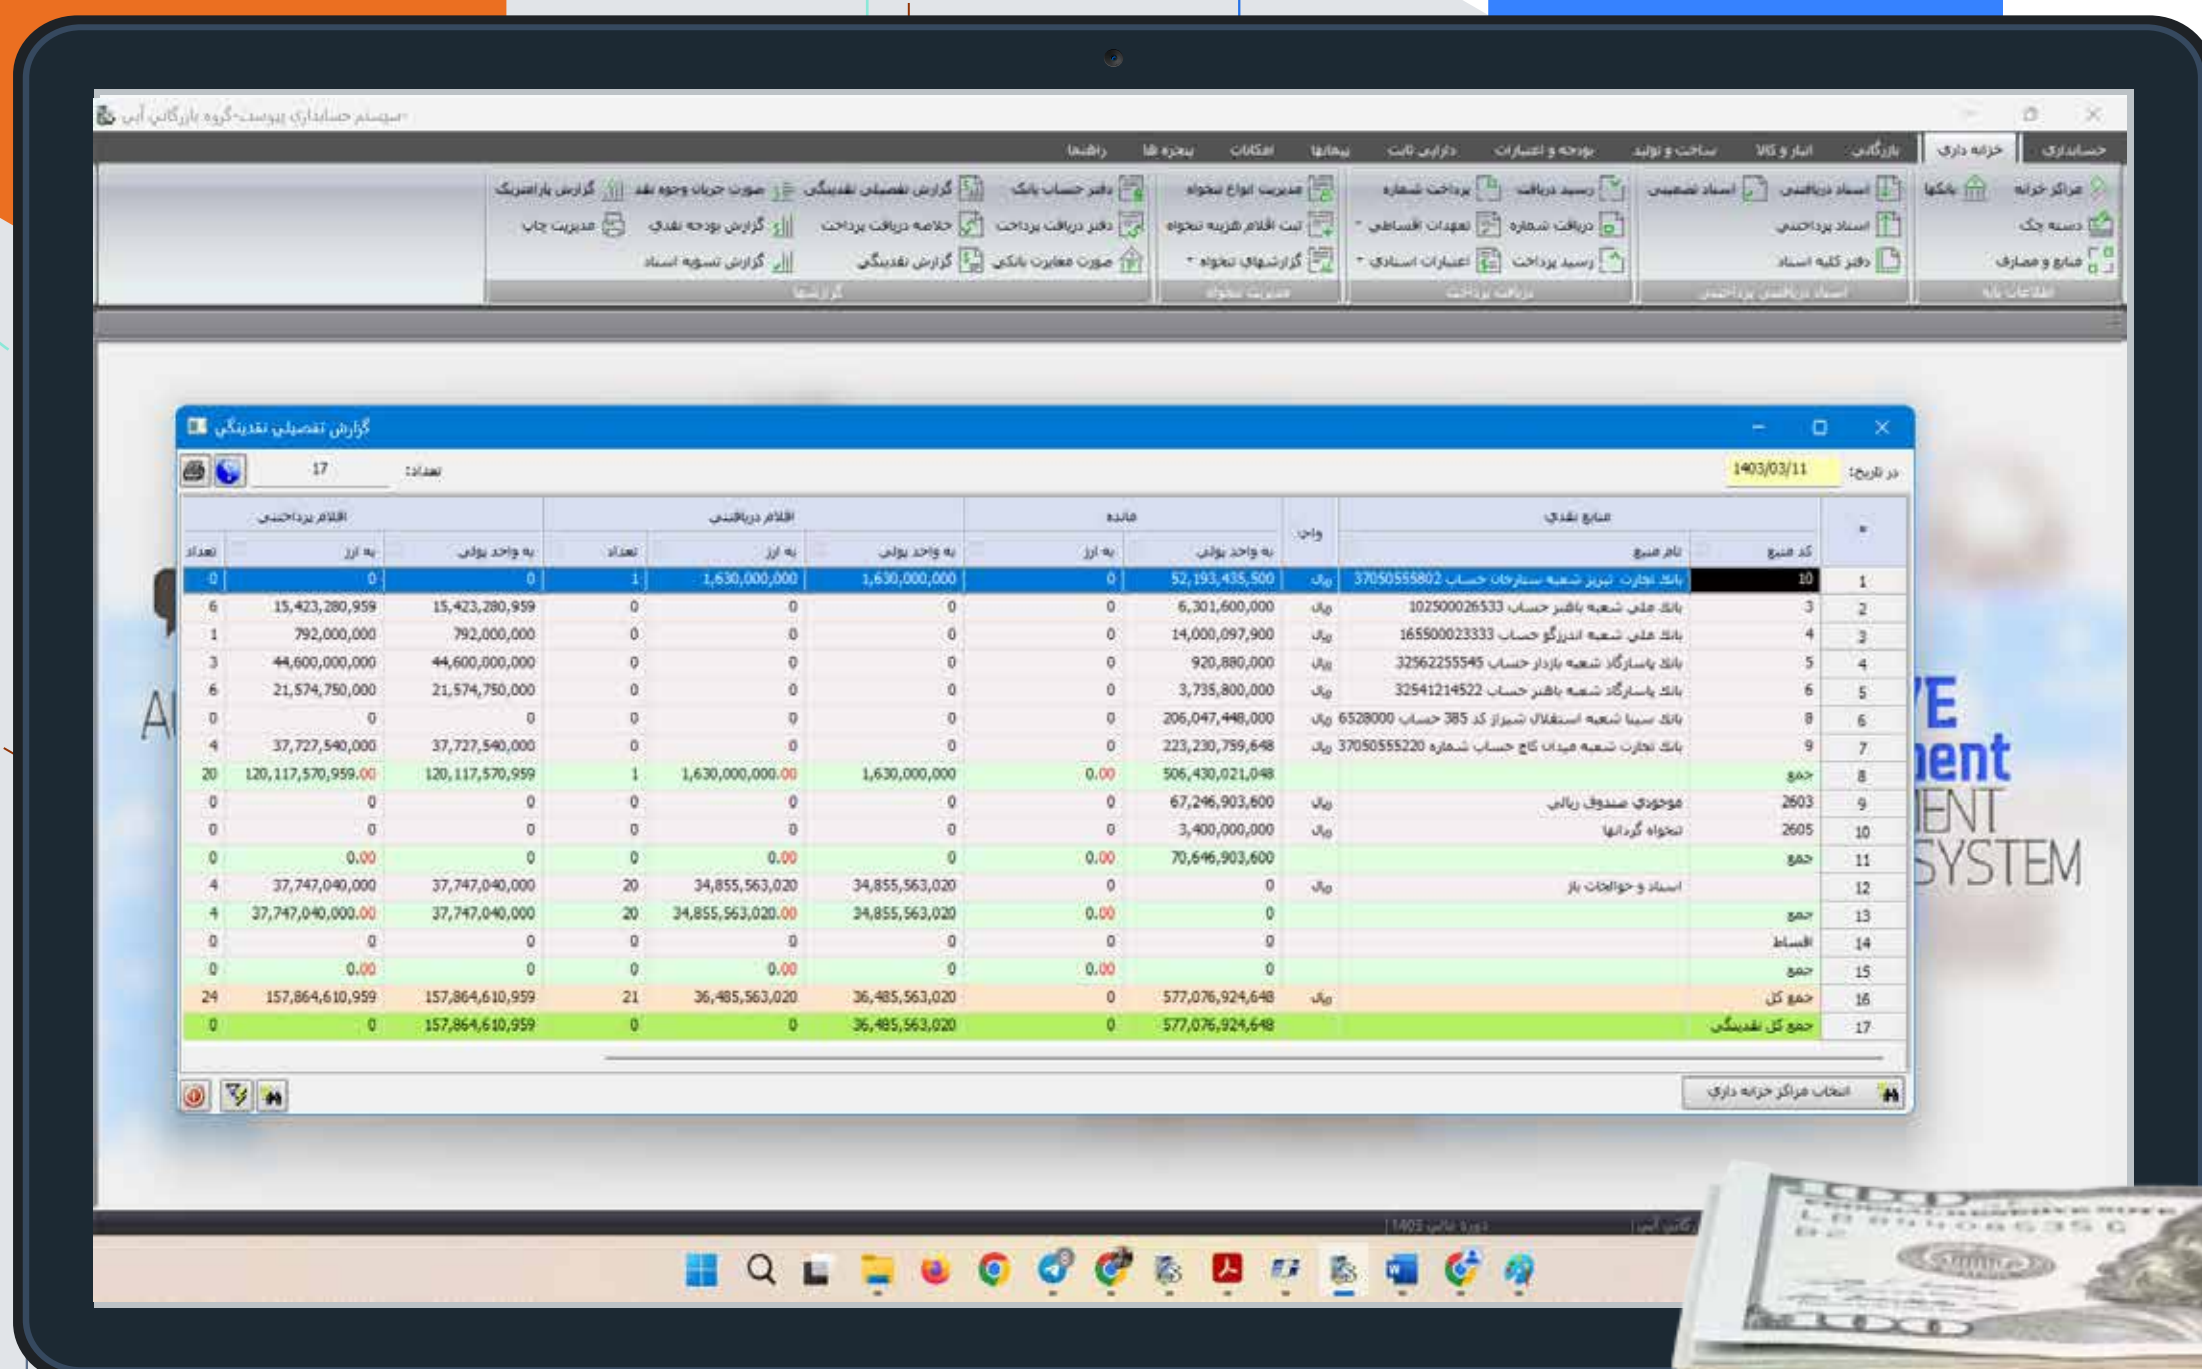 سیستم حسابداری پیوست-گروه بازرگانی آبی
حسابداری خزانه داری بازرگانی انبار و کالا ساخت و تولید بودجه و اعتبارات دارایی ثابت پیمانها امکانات پنجره ها راهنما
مراکز خزانه بانکها اسناد دریافتنی اسناد تضمینی رسید دریافت پرداخت شماره مدیریت انواع تنخواه دفتر حساب بانک گزارش تفصیلی نقدینگی صورت جریان وجوه نقد گزارش پارامتریک
دسته چک اسناد پرداختنی دریافت شماره تعهدات اقساطی ثبت اقلام هزینه تنخواه دفتر دریافت پرداخت خلاصه دریافت پرداخت گزارش بودجه نقدی مدیریت چاپ
منابع و مصارف دفتر کلیه اسناد رسید پرداخت اعتبارات اسنادی گزارشهای تنخواه صورت مغایرت بانکی گزارش نقدینگی گزارش تسویه اسناد
اطلاعات پایه اسناد دریافتنی پرداختنی دریافت پرداخت مدیریت تنخواه گزارشها
گزارش تفصیلی نقدینگی
در تاریخ: 1403/03/11 تعداد: 17
* منابع نقدی واحد مانده اقلام دریافتنی اقلام پرداختنی
کد منبع نام منبع به واحد پولی به ارز به واحد پولی به ارز تعداد به واحد پولی به ارز تعداد
1 10 بانک تجارت تبریز شعبه ستارخان حساب 37050555802 ریال 52,193,435,500 0 1,630,000,000 1,630,000,000 1 0 0 0
2 3 بانک ملی شعبه باهنر حساب 102500026533 ریال 6,301,600,000 0 0 0 0 15,423,280,959 15,423,280,959 6
3 4 بانک ملی شعبه اندرزگو حساب 165500023333 ریال 14,000,097,900 0 0 0 0 792,000,000 792,000,000 1
4 5 بانک پاسارگاد شعبه بازدار حساب 32562255545 ریال 920,880,000 0 0 0 0 44,600,000,000 44,600,000,000 3
5 6 بانک پاسارگاد شعبه باهنر حساب 32541214522 ریال 3,735,800,000 0 0 0 0 21,574,750,000 21,574,750,000 6
6 8 بانک سینا شعبه استقلال شیراز کد 385 حساب 6528000 ریال 206,047,448,000 0 0 0 0 0 0 0
7 9 بانک تجارت شعبه میدان کاج حساب شماره 37050555220 ریال 223,230,759,648 0 0 0 0 37,727,540,000 37,727,540,000 4
8 جمع 506,430,021,048 0.00 1,630,000,000 1,630,000,000.00 1 120,117,570,959 120,117,570,959.00 20
9 2603 موجودی صندوق ریالی ریال 67,246,903,600 0 0 0 0 0 0 0
10 2605 تنخواه گردانها ریال 3,400,000,000 0 0 0 0 0 0 0
11 جمع 70,646,903,600 0.00 0 0.00 0 0 0.00 0
12 اسناد و حوالجات باز ریال 0 0 34,855,563,020 34,855,563,020 20 37,747,040,000 37,747,040,000 4
13 جمع 0 0.00 34,855,563,020 34,855,563,020.00 20 37,747,040,000 37,747,040,000.00 4
14 اقساط 0 0 0 0 0 0 0 0
15 جمع 0 0.00 0 0.00 0 0 0.00 0
16 جمع کل ریال 577,076,924,648 0 36,485,563,020 36,485,563,020 21 157,864,610,959 157,864,610,959 24
17 جمع کل نقدینگی 577,076,924,648 0 36,485,563,020 0 0 157,864,610,959 0 0
انتخاب مراکز خزانه داری
SYSTEM
دوره مالی 1403